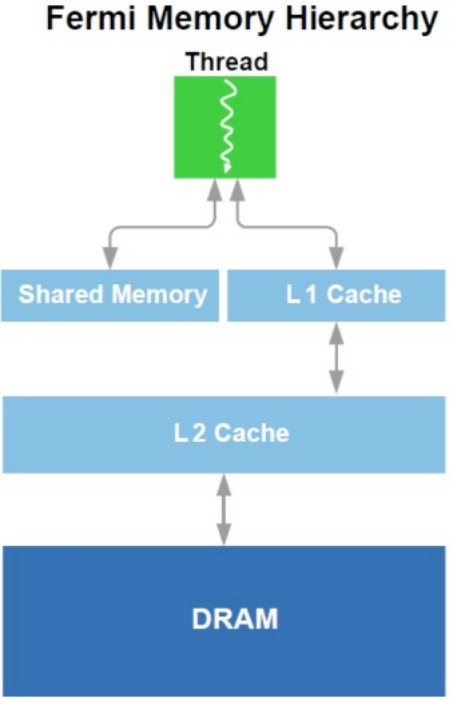 Fermi Memory Hierarchy
Thread
Shared Memory
L1 Cache
L2 Cache
DRAM